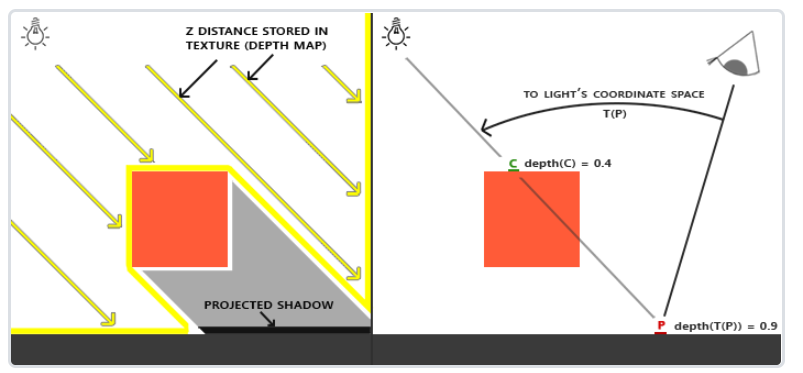 Z DISTANCE STORED IN
TEXTURE (DEPTH MAP)
PROJECTED SHADOW
TO LIGHT'S COORDINATE SPACE
T(P)
C depth(C) = 0.4
P depth(T(P)) = 0.9